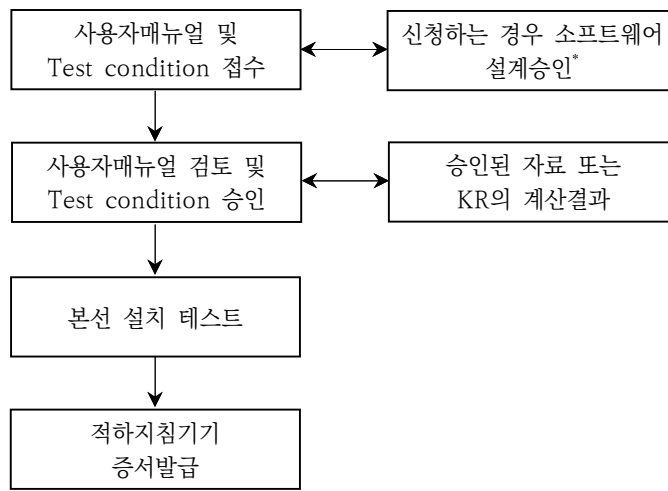 사용자매뉴얼 및
Test condition 접수
신청하는 경우 소프트웨어
설계승인*
사용자매뉴얼 검토 및
Test condition 승인
승인된 자료 또는
KR의 계산결과
본선 설치 테스트
적하지침기기
증서발급